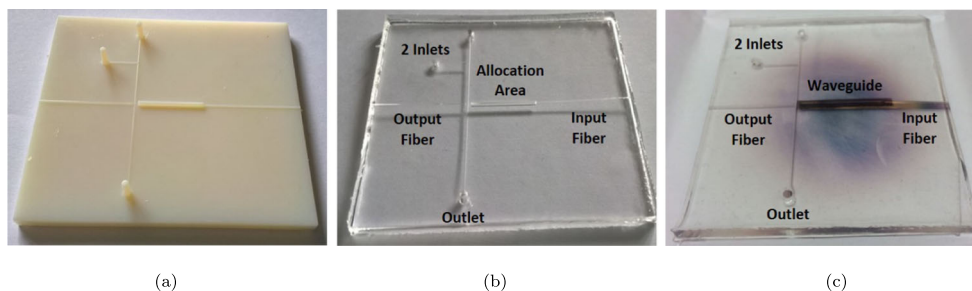 2 Inlets
Allocation
Area
Output
Fiber
Input
Fiber
Outlet
2 Inlets
Waveguide
Output
Fiber
Input
Fiber
Outlet
(a)
(b)
(c)